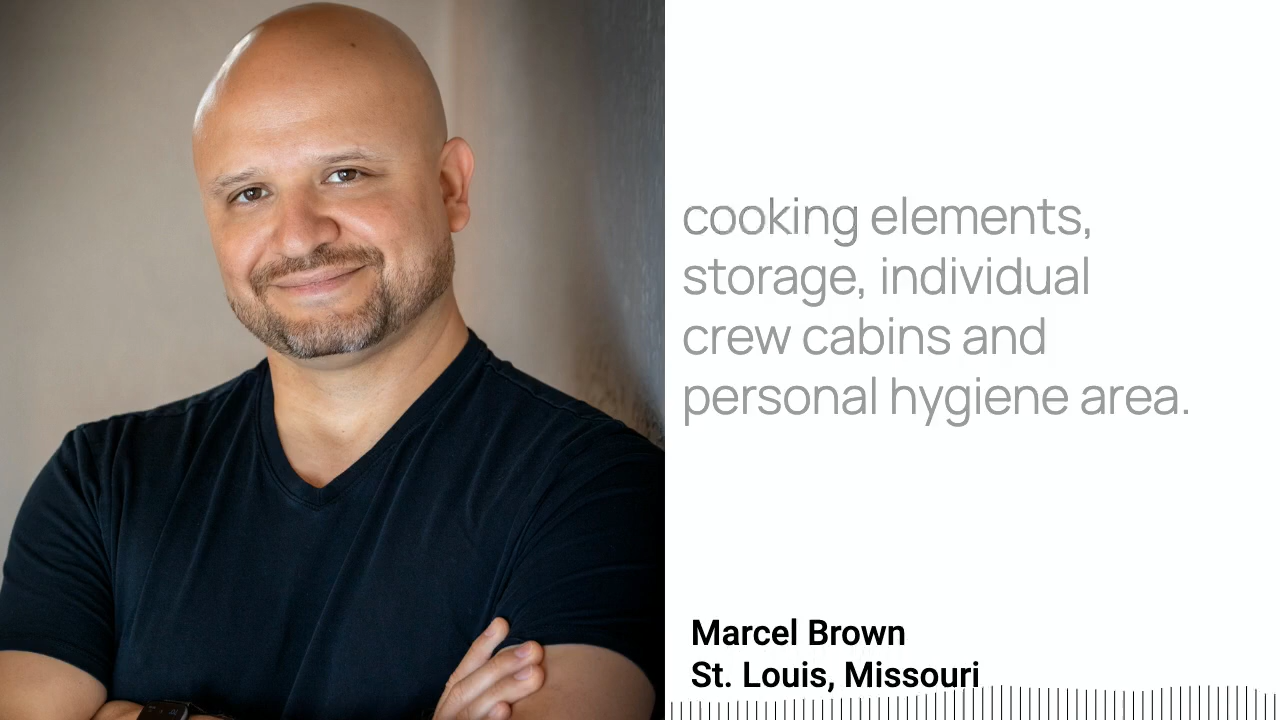 cooking elements,
storage, individual
crew cabins and
personal hygiene area.
Marcel Brown
St. Louis, Missouri